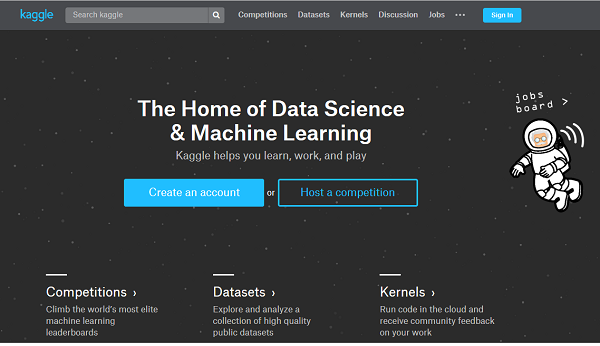 kaggle Search kaggle Competitions Datasets Kernels Discussion Jobs ••• Sign In
jobs
board >
The Home of Data Science
& Machine Learning
Kaggle helps you learn, work, and play
Create an account or Host a competition
Competitions ›
Climb the world's most elite
machine learning
leaderboards
Datasets ›
Explore and analyze a
collection of high quality
public datasets
Kernels ›
Run code in the cloud and
receive community feedback
on your work